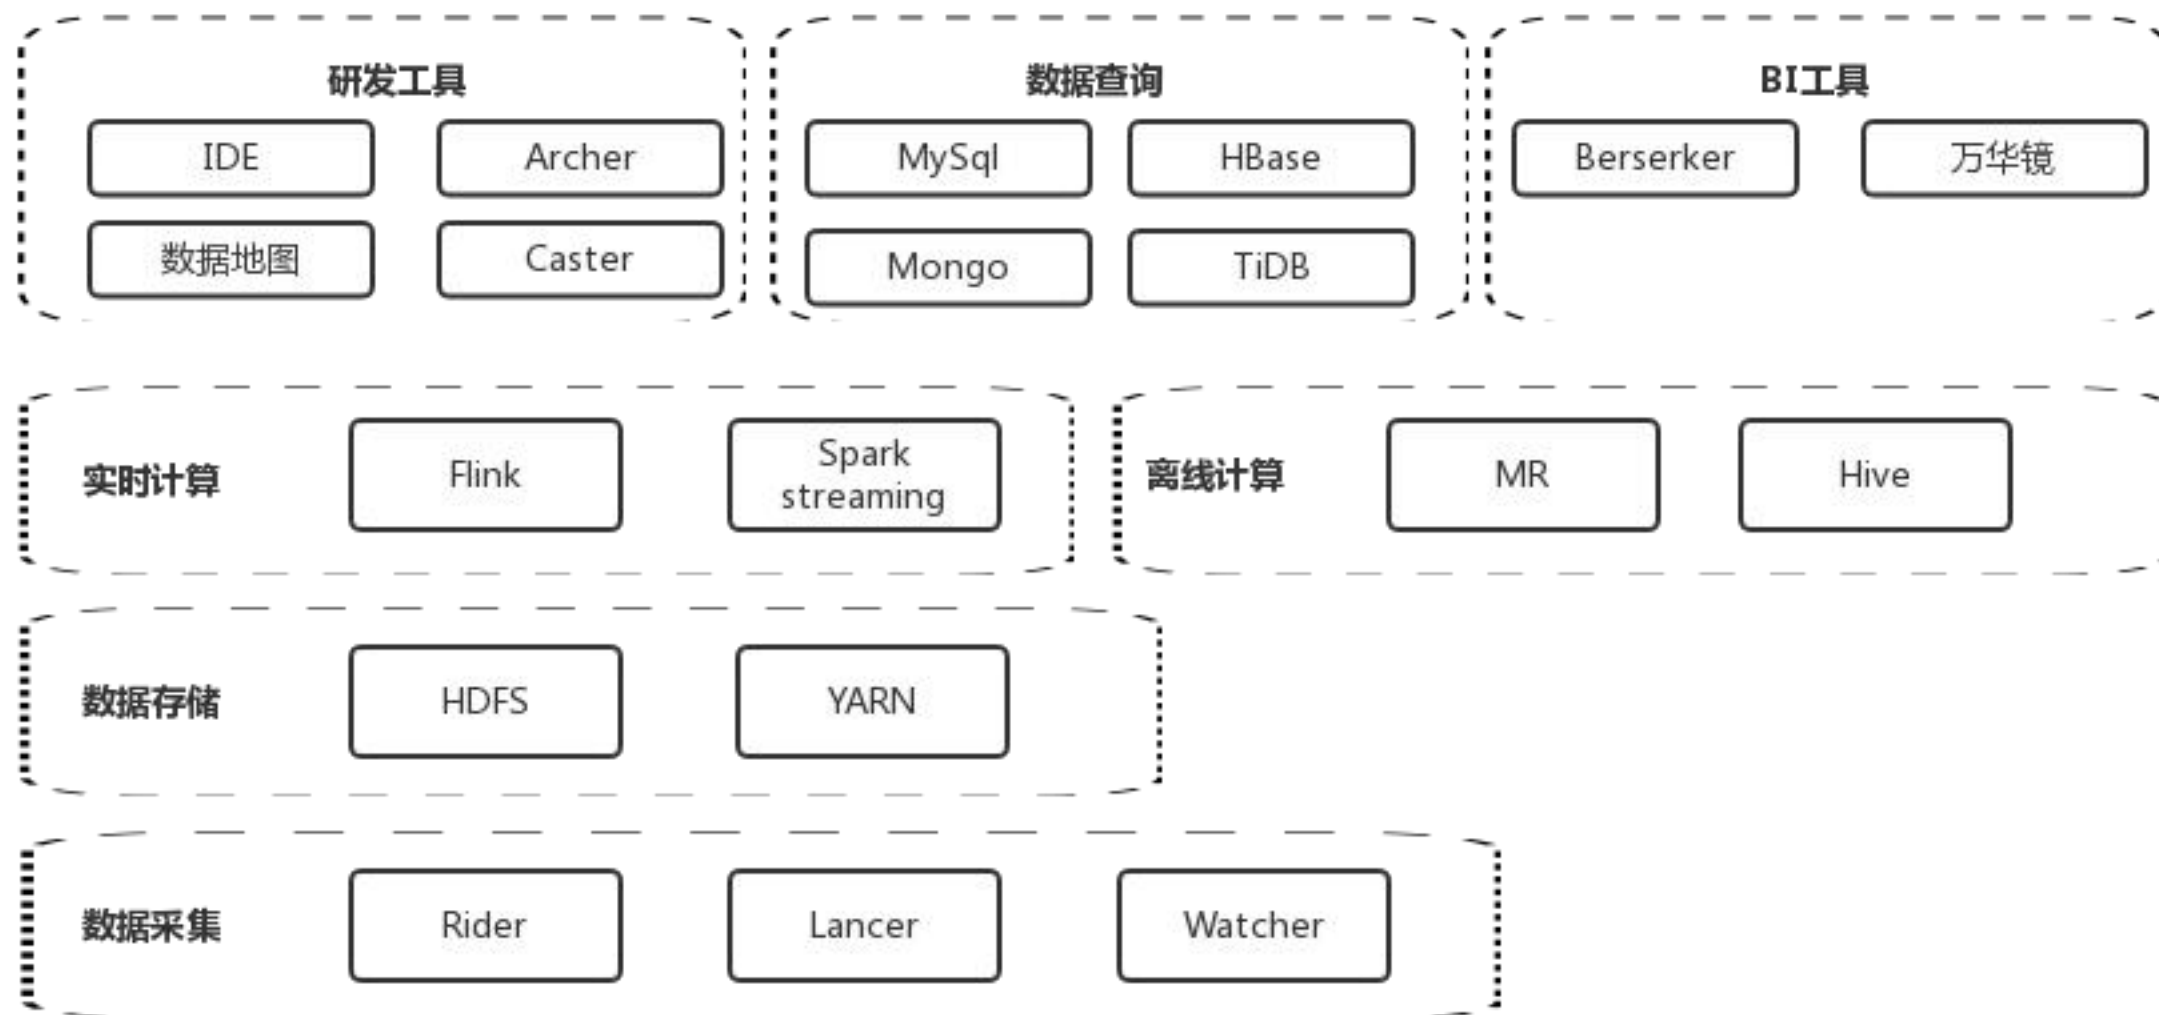 研发工具
IDE
Archer
数据地图
Caster
数据查询
MySql
HBase
Mongo
TiDB
BI工具
Berserker
万华镜
实时计算
Flink
Spark
streaming
离线计算
MR
Hive
数据存储
HDFS
YARN
数据采集
Rider
Lancer
Watcher